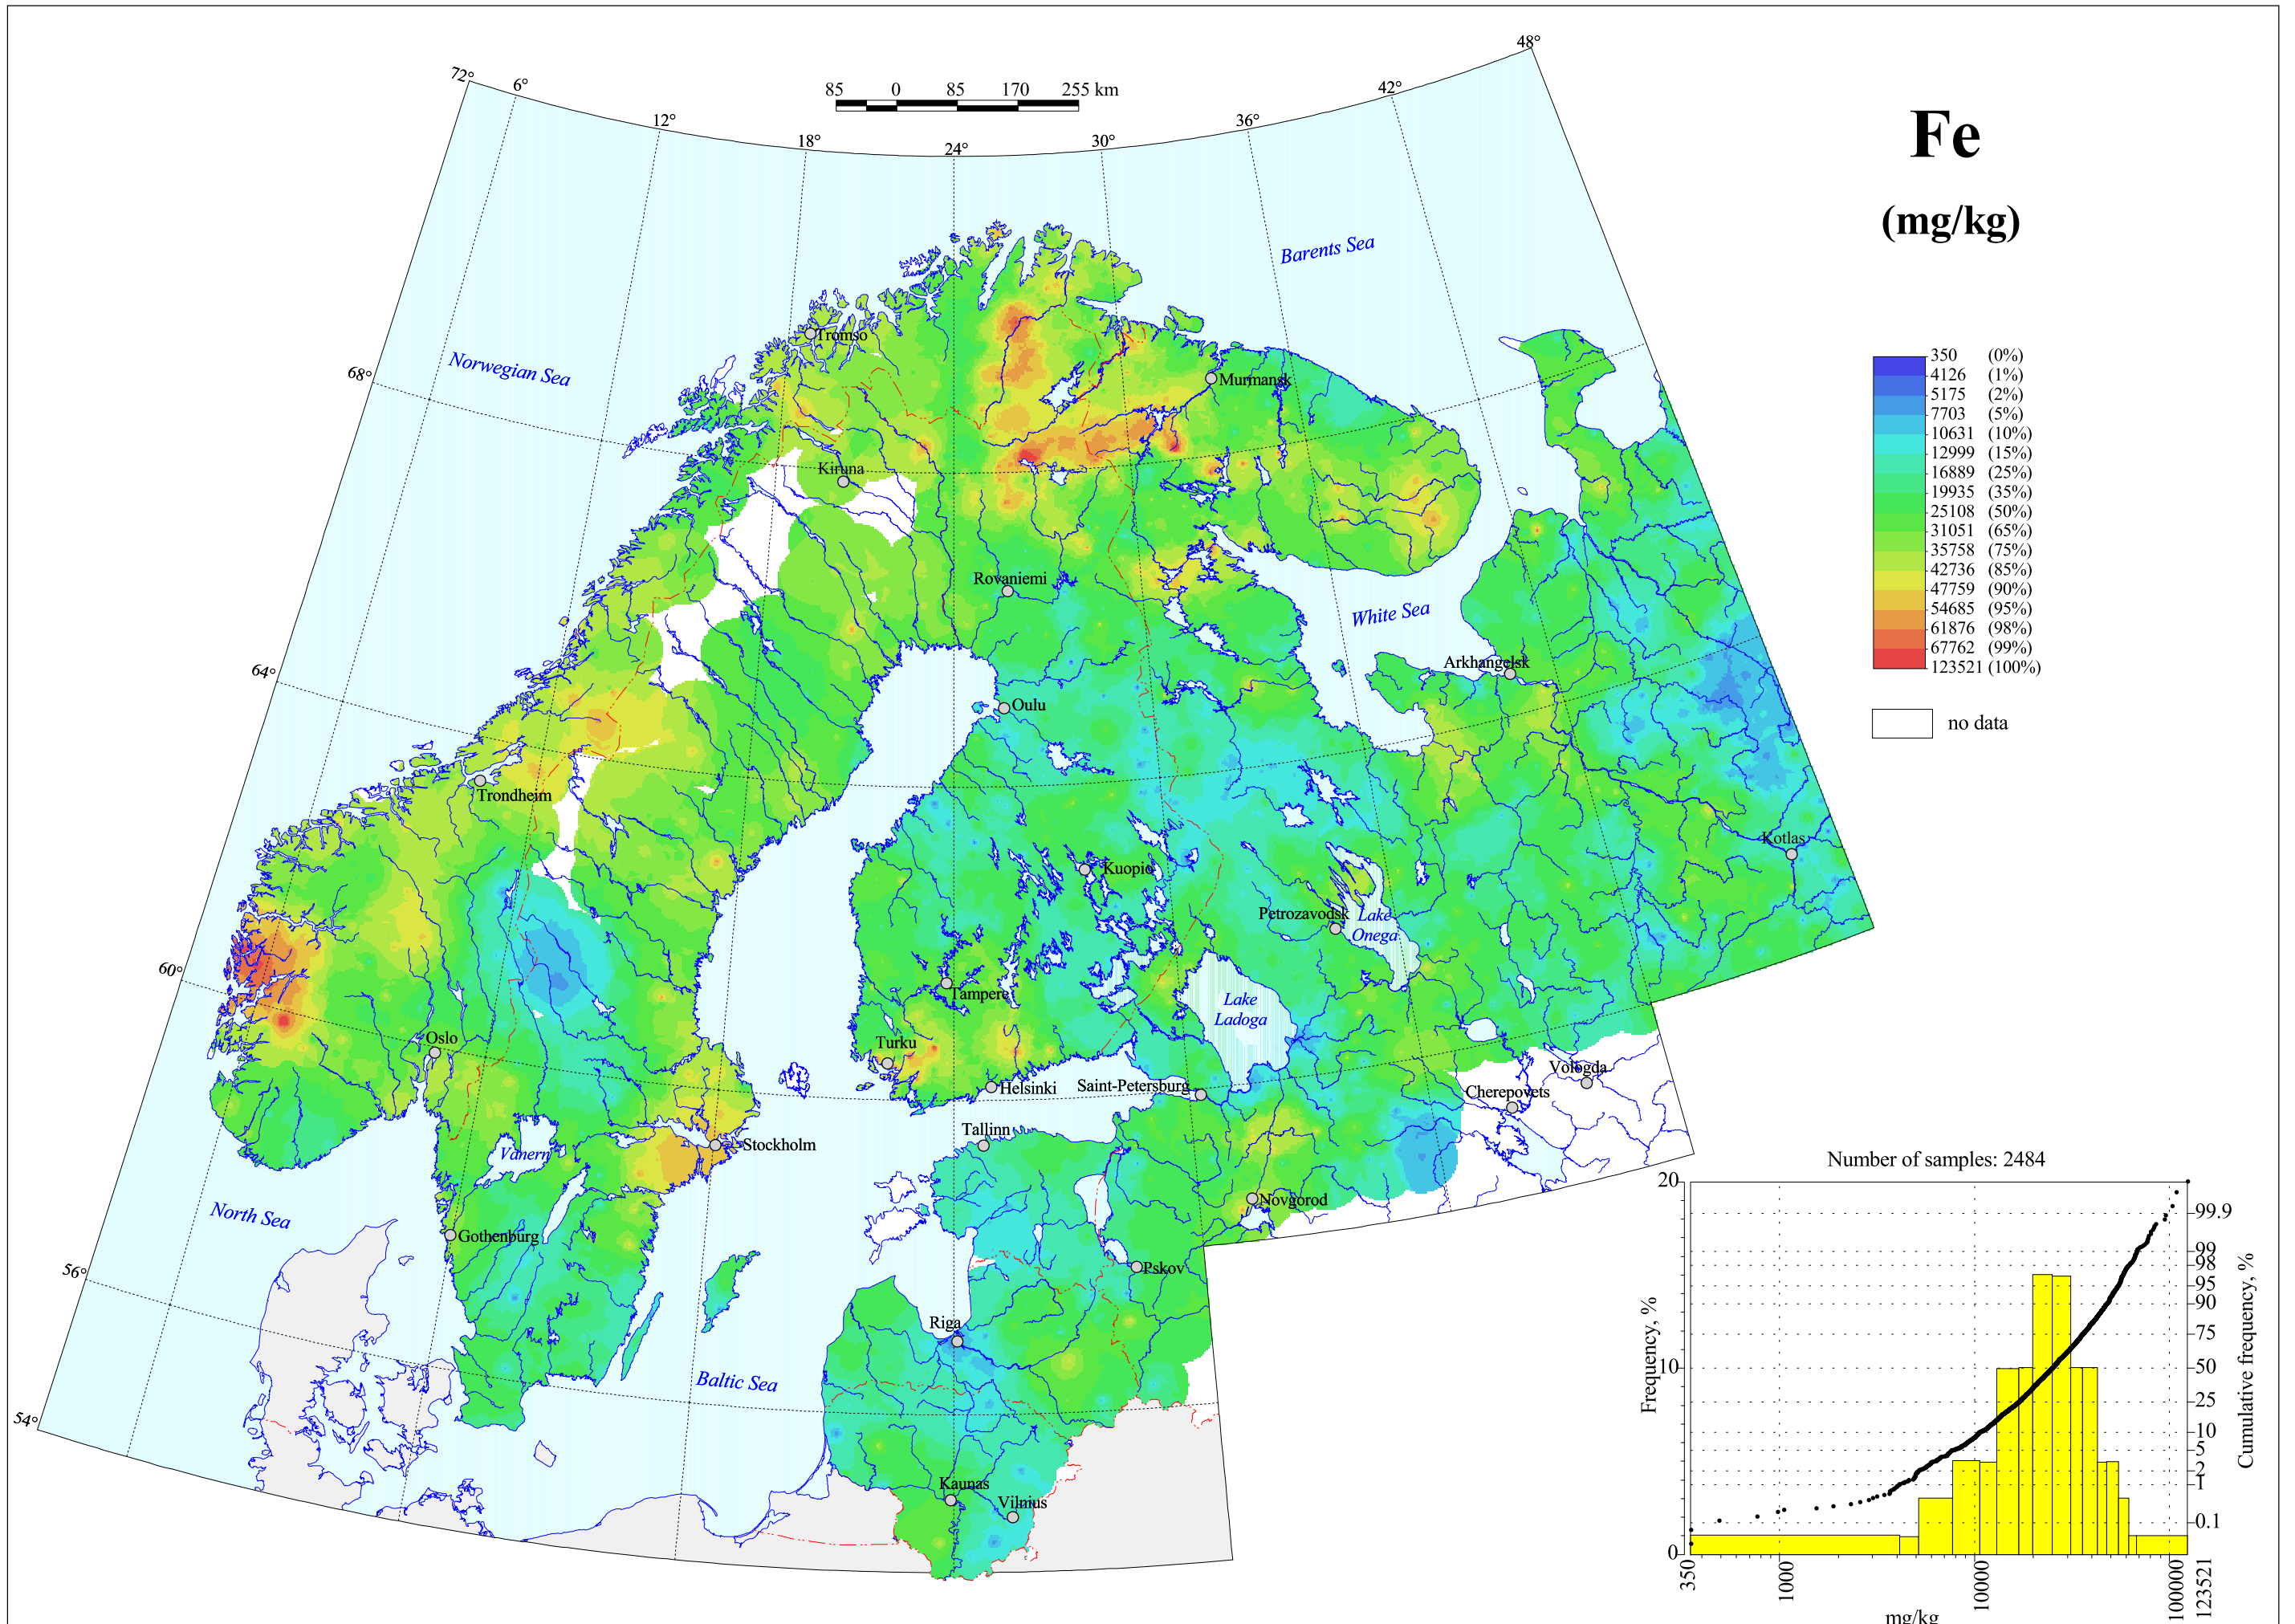 Fe
(mg/kg)
85 0 85 170 255 km
72° 6° 12° 18° 24° 30° 36° 42° 48°
68°
64°
60°
56°
54°
Barents Sea
Norwegian Sea
Tromso
Murmansk
Kiruna
Rovaniemi
White Sea
Arkhangelsk
Oulu
Trondheim
Kotlas
Kuopio
Petrozavodsk
Lake
Onega
Tampere
Lake
Ladoga
Oslo
Turku
Helsinki
Saint-Petersburg
Vologda
Cherepovets
Tallinn
Stockholm
Vanern
Novgorod
North Sea
Gothenburg
Pskov
Riga
Baltic Sea
Kaunas
Vilnius
350 (0%)
4126 (1%)
5175 (2%)
7703 (5%)
10631 (10%)
12999 (15%)
16889 (25%)
19935 (35%)
25108 (50%)
31051 (65%)
35758 (75%)
42736 (85%)
47759 (90%)
54685 (95%)
61876 (98%)
67762 (99%)
123521 (100%)
no data
Number of samples: 2484
Frequency, %
20
10
0
Cumulative frequency, %
99.9
99
98
95
90
75
50
25
10
5
2
1
0.1
350 1000 10000 100000 123521
mg/kg